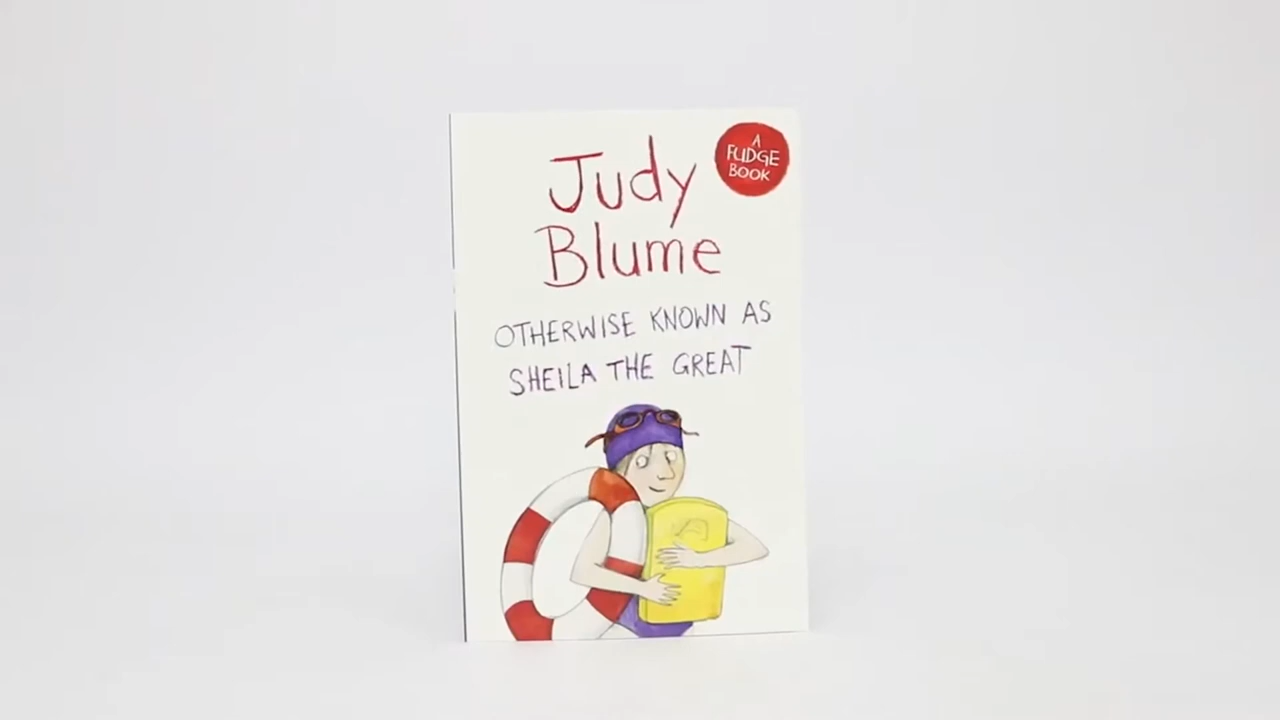 A
FUDGE
BOOK
Judy
Blume
OTHERWISE KNOWN AS
SHEILA THE GREAT